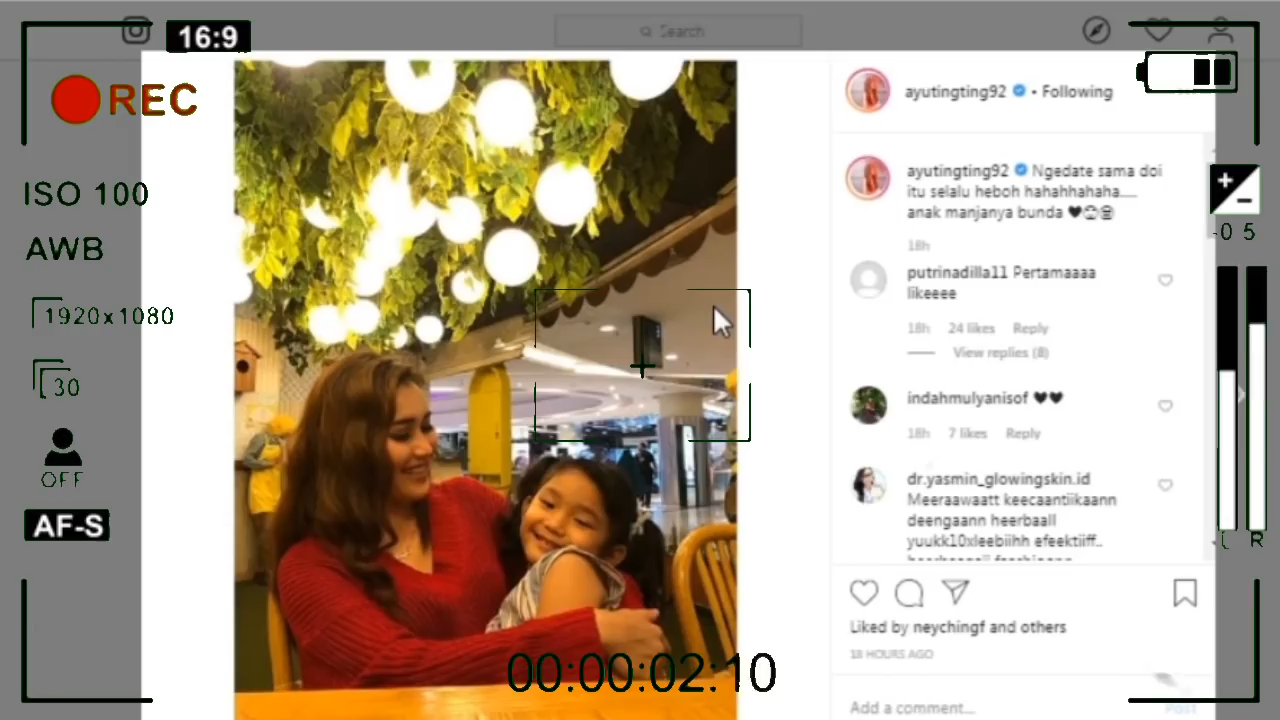 Search
16:9
REC
ISO 100
AWB
1920x1080
30
OFF
AF-S
00:00:02:10
-0 5
R
ayutingting92 • Following
ayutingting92 Ngedate sama doi
itu selalu heboh hahahhahaha.....
anak manjanya bunda ♥
18h
putrinadilla11 Pertamaaaa
likeeee
18h 24 likes Reply
View replies (8)
indahmulyanisof ♥♥
18h 7 likes Reply
dr.yasmin_glowingskin.id
Meeraawaatt keecaantiikaann
deengaann heerbaall
yuukk10xleebiihh efeektiiff..
Liked by neychingf and others
18 HOURS AGO
Add a comment...
Post